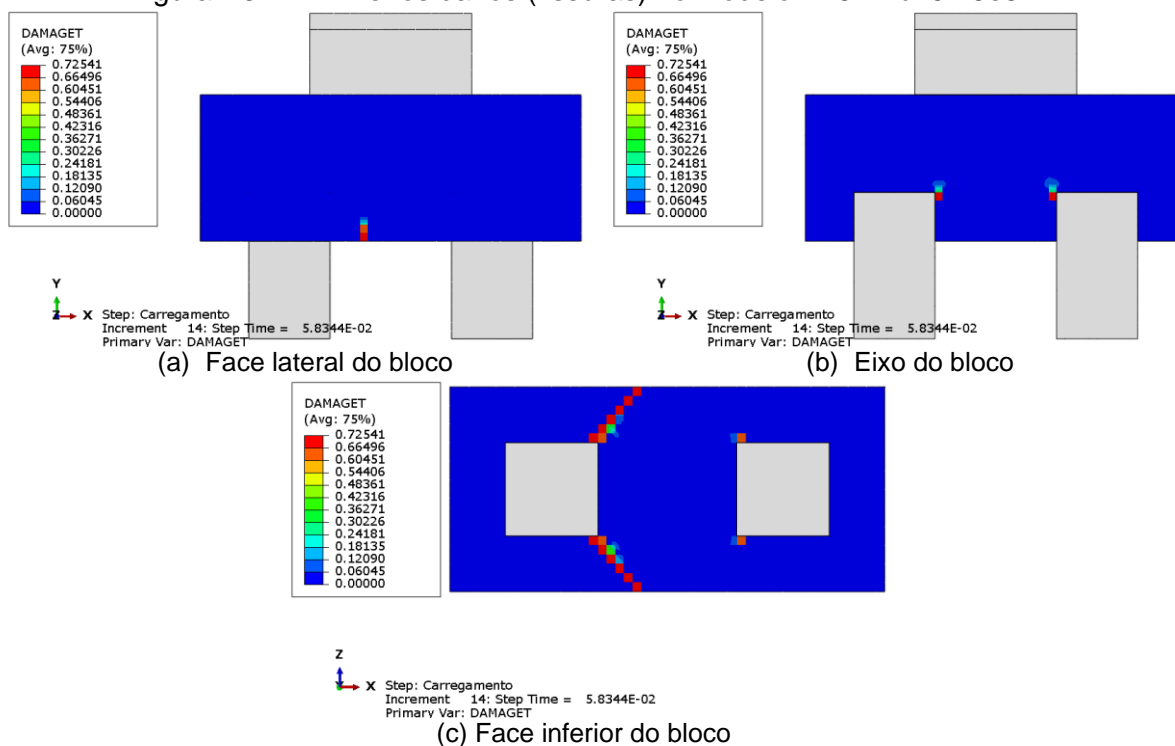 DAMAGET
(Avg: 75%)
0.72541
0.66496
0.60451
0.54406
0.48361
0.42316
0.36271
0.30226
0.24181
0.18135
0.12090
0.06045
0.00000
Y
Z X Step: Carregamento
Increment 14: Step Time = 5.8344E-02
Primary Var: DAMAGET
(a) Face lateral do bloco
DAMAGET
(Avg: 75%)
0.72541
0.66496
0.60451
0.54406
0.48361
0.42316
0.36271
0.30226
0.24181
0.18135
0.12090
0.06045
0.00000
Y
Z X Step: Carregamento
Increment 14: Step Time = 5.8344E-02
Primary Var: DAMAGET
(b) Eixo do bloco
DAMAGET
(Avg: 75%)
0.72541
0.66496
0.60451
0.54406
0.48361
0.42316
0.36271
0.30226
0.24181
0.18135
0.12090
0.06045
0.00000
Z
Y X Step: Carregamento
Increment 14: Step Time = 5.8344E-02
Primary Var: DAMAGET
(c) Face inferior do bloco